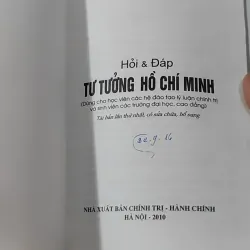 Hỏi & Đáp
TƯ TƯỞNG HỒ CHÍ MINH
(Dùng cho học viên các hệ đào tạo lý luận chính trị
và sinh viên các trường đại học, cao đẳng)
Tái bản lần thứ nhất, có sửa chữa, bổ sung
NHÀ XUẤT BẢN CHÍNH TRỊ - HÀNH CHÍNH
HÀ NỘI - 2010